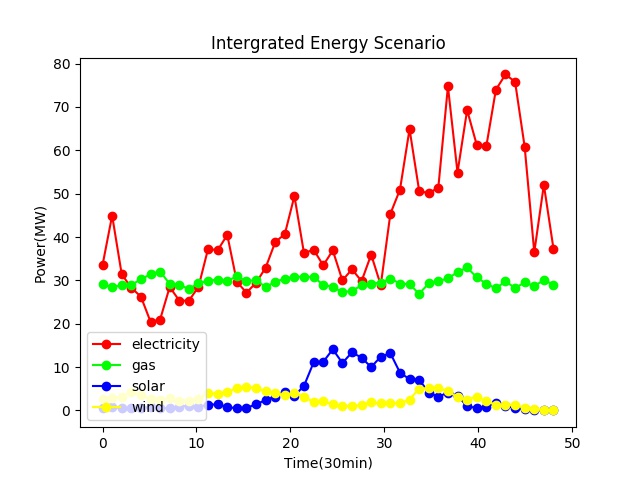 Intergrated Energy Scenario
80
70
60
50
40
30
20
10
0
Power(MW)
electricity
gas
solar
wind
0 10 20 30 40 50
Time(30min)